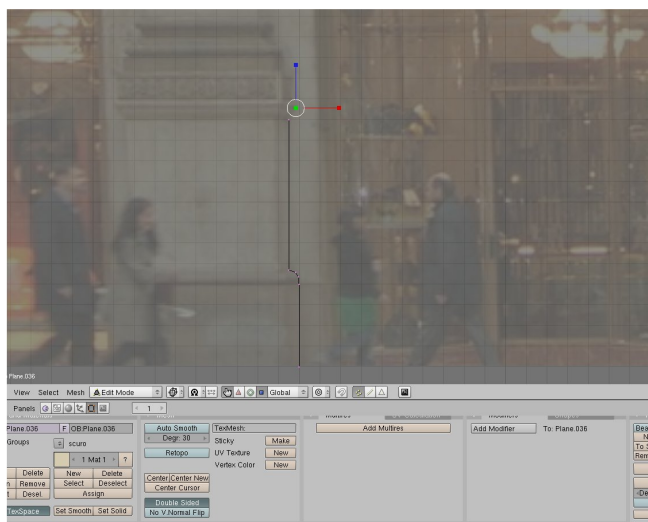 Plane.036
View Select Mesh Edit Mode Global
Panels 1
Plane.036 F OB:Plane.036
Groups scuro
1 Mat 1 ?
Delete New Delete
Remove Select Deselect
Desel. Assign
TexSpace Set Smooth Set Solid
Auto Smooth
Degr: 30
Retopo
Center Center New
Center Cursor
Double Sided
No V.Normal Flip
TexMesh:
Sticky Make
UV Texture New
Vertex Color New
Add Multires
Modifiers
Add Modifier To: Plane.036